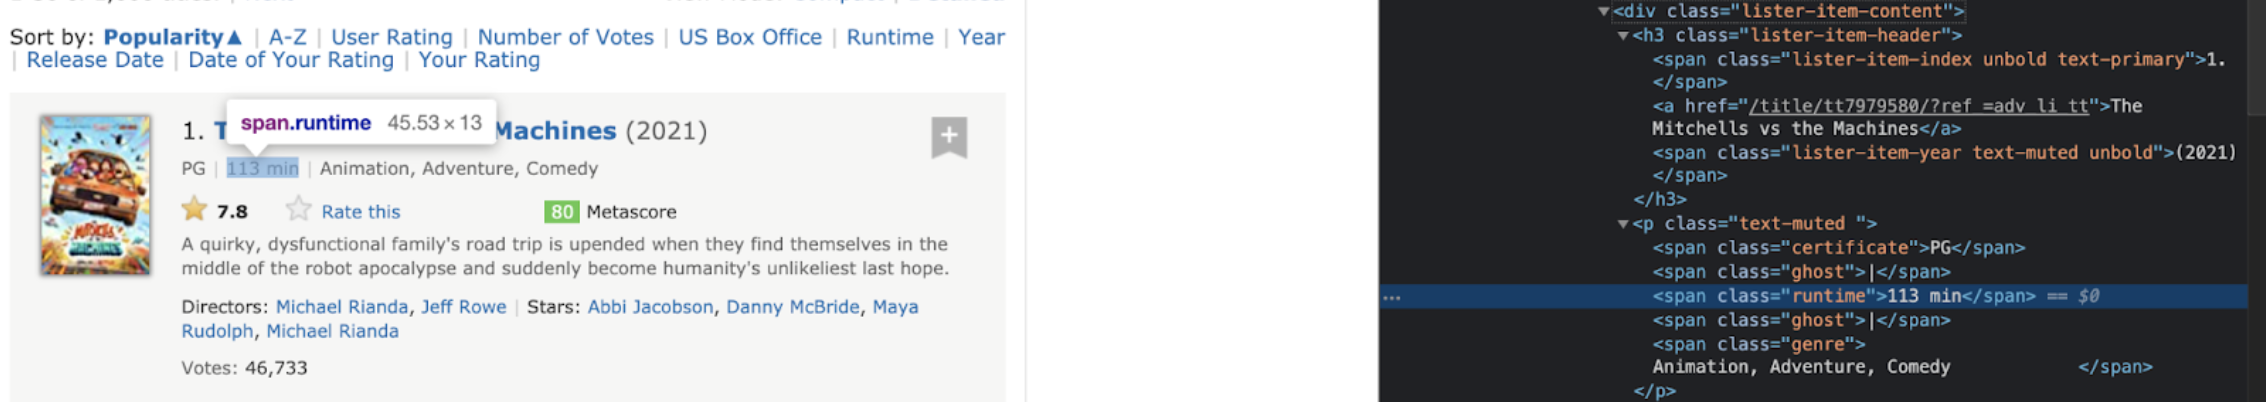 Sort by: Popularity▲ | A-Z | User Rating | Number of Votes | US Box Office | Runtime | Year
| Release Date | Date of Your Rating | Your Rating
span.runtime 45.53 × 13
1. T Machines (2021)
PG | 113 min | Animation, Adventure, Comedy
7.8 Rate this 80 Metascore
A quirky, dysfunctional family's road trip is upended when they find themselves in the
middle of the robot apocalypse and suddenly become humanity's unlikeliest last hope.
Directors: Michael Rianda, Jeff Rowe | Stars: Abbi Jacobson, Danny McBride, Maya
Rudolph, Michael Rianda
Votes: 46,733
▼<div class="lister-item-content">
▼<h3 class="lister-item-header">
<span class="lister-item-index unbold text-primary">1.
</span>
<a href="/title/tt7979580/?ref_=adv_li_tt">The
Mitchells vs the Machines</a>
<span class="lister-item-year text-muted unbold">(2021)
</span>
</h3>
▼<p class="text-muted ">
<span class="certificate">PG</span>
<span class="ghost">|</span>
… <span class="runtime">113 min</span> == $0
<span class="ghost">|</span>
<span class="genre">
Animation, Adventure, Comedy </span>
</p>